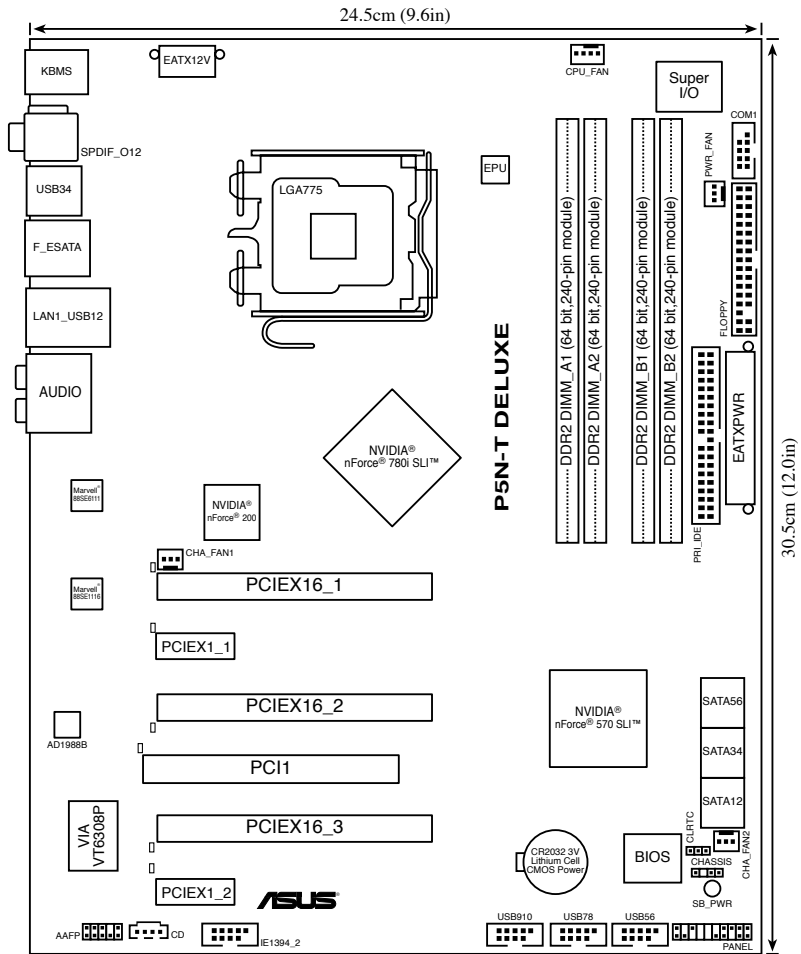 24.5cm (9.6in)
KBMS
EATX12V
CPU_FAN
Super
I/O
COM1
SPDIF_O12
PWR_FAN
USB34
LGA775
EPU
F_ESATA
LAN1_USB12
FLOPPY
AUDIO
DDR2 DIMM_A1 (64 bit,240-pin module)
DDR2 DIMM_A2 (64 bit,240-pin module)
DDR2 DIMM_B1 (64 bit,240-pin module)
DDR2 DIMM_B2 (64 bit,240-pin module)
P5N-T DELUXE
EATXPWR
PRI_IDE
30.5cm (12.0in)
NVIDIA®
nForce® 780i SLI™
Marvell®
88SE6111
NVIDIA®
nForce® 200
CHA_FAN1
PCIEX16_1
Marvell®
88SE1116
PCIEX1_1
NVIDIA®
nForce® 570 SLI™
SATA56
PCIEX16_2
AD1988B
SATA34
PCI1
SATA12
VIA
VT6308P
PCIEX16_3
CR2032 3V
Lithium Cell
CMOS Power
BIOS
CLRTC
CHA_FAN2
CHASSIS
PCIEX1_2
ASUS®
SB_PWR
AAFP
CD
IE1394_2
USB910
USB78
USB56
PANEL